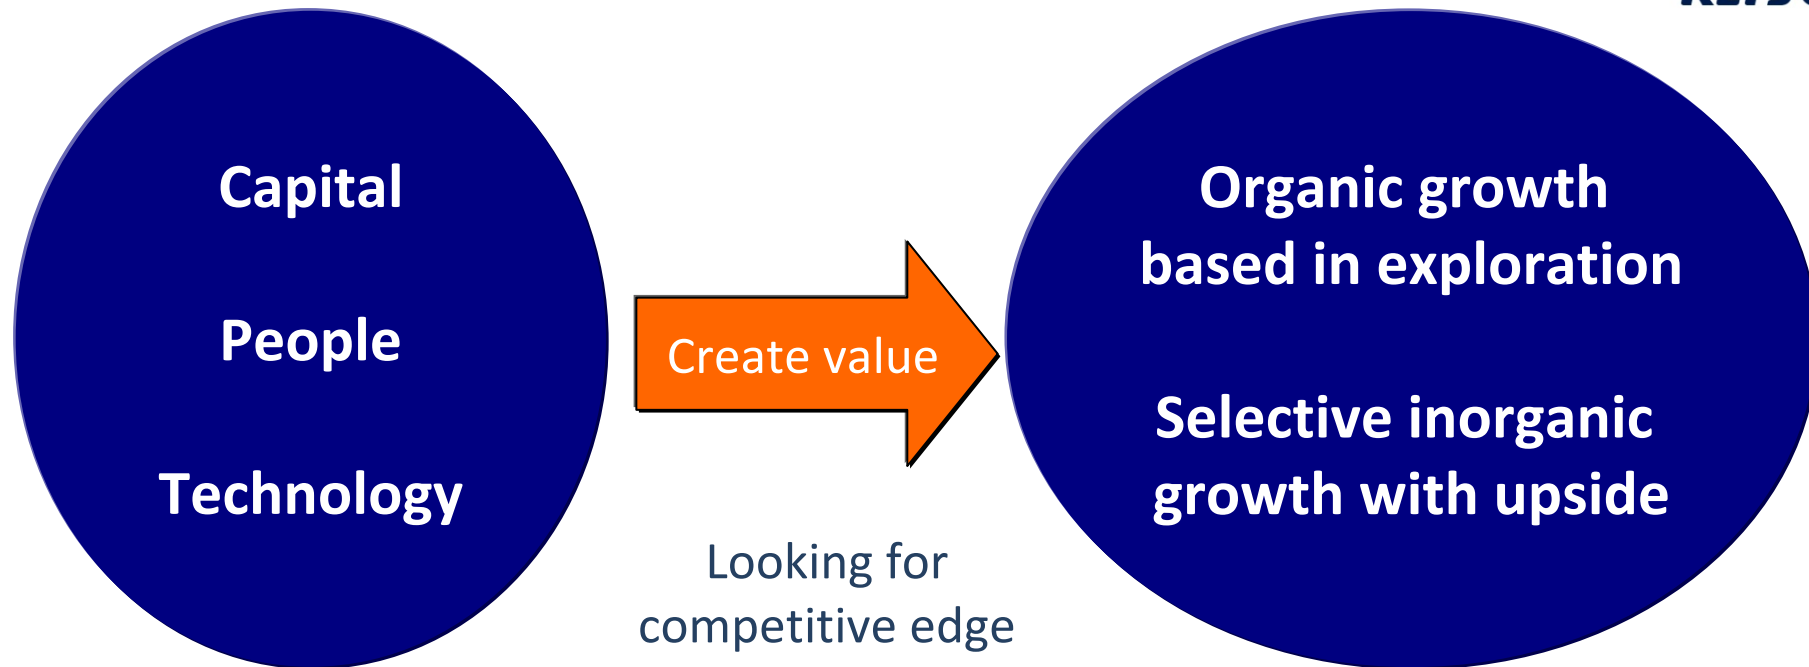 Capital
People
Technology
Create value
Looking for
competitive edge
Organic growth
based in exploration
Selective inorganic
growth with upside